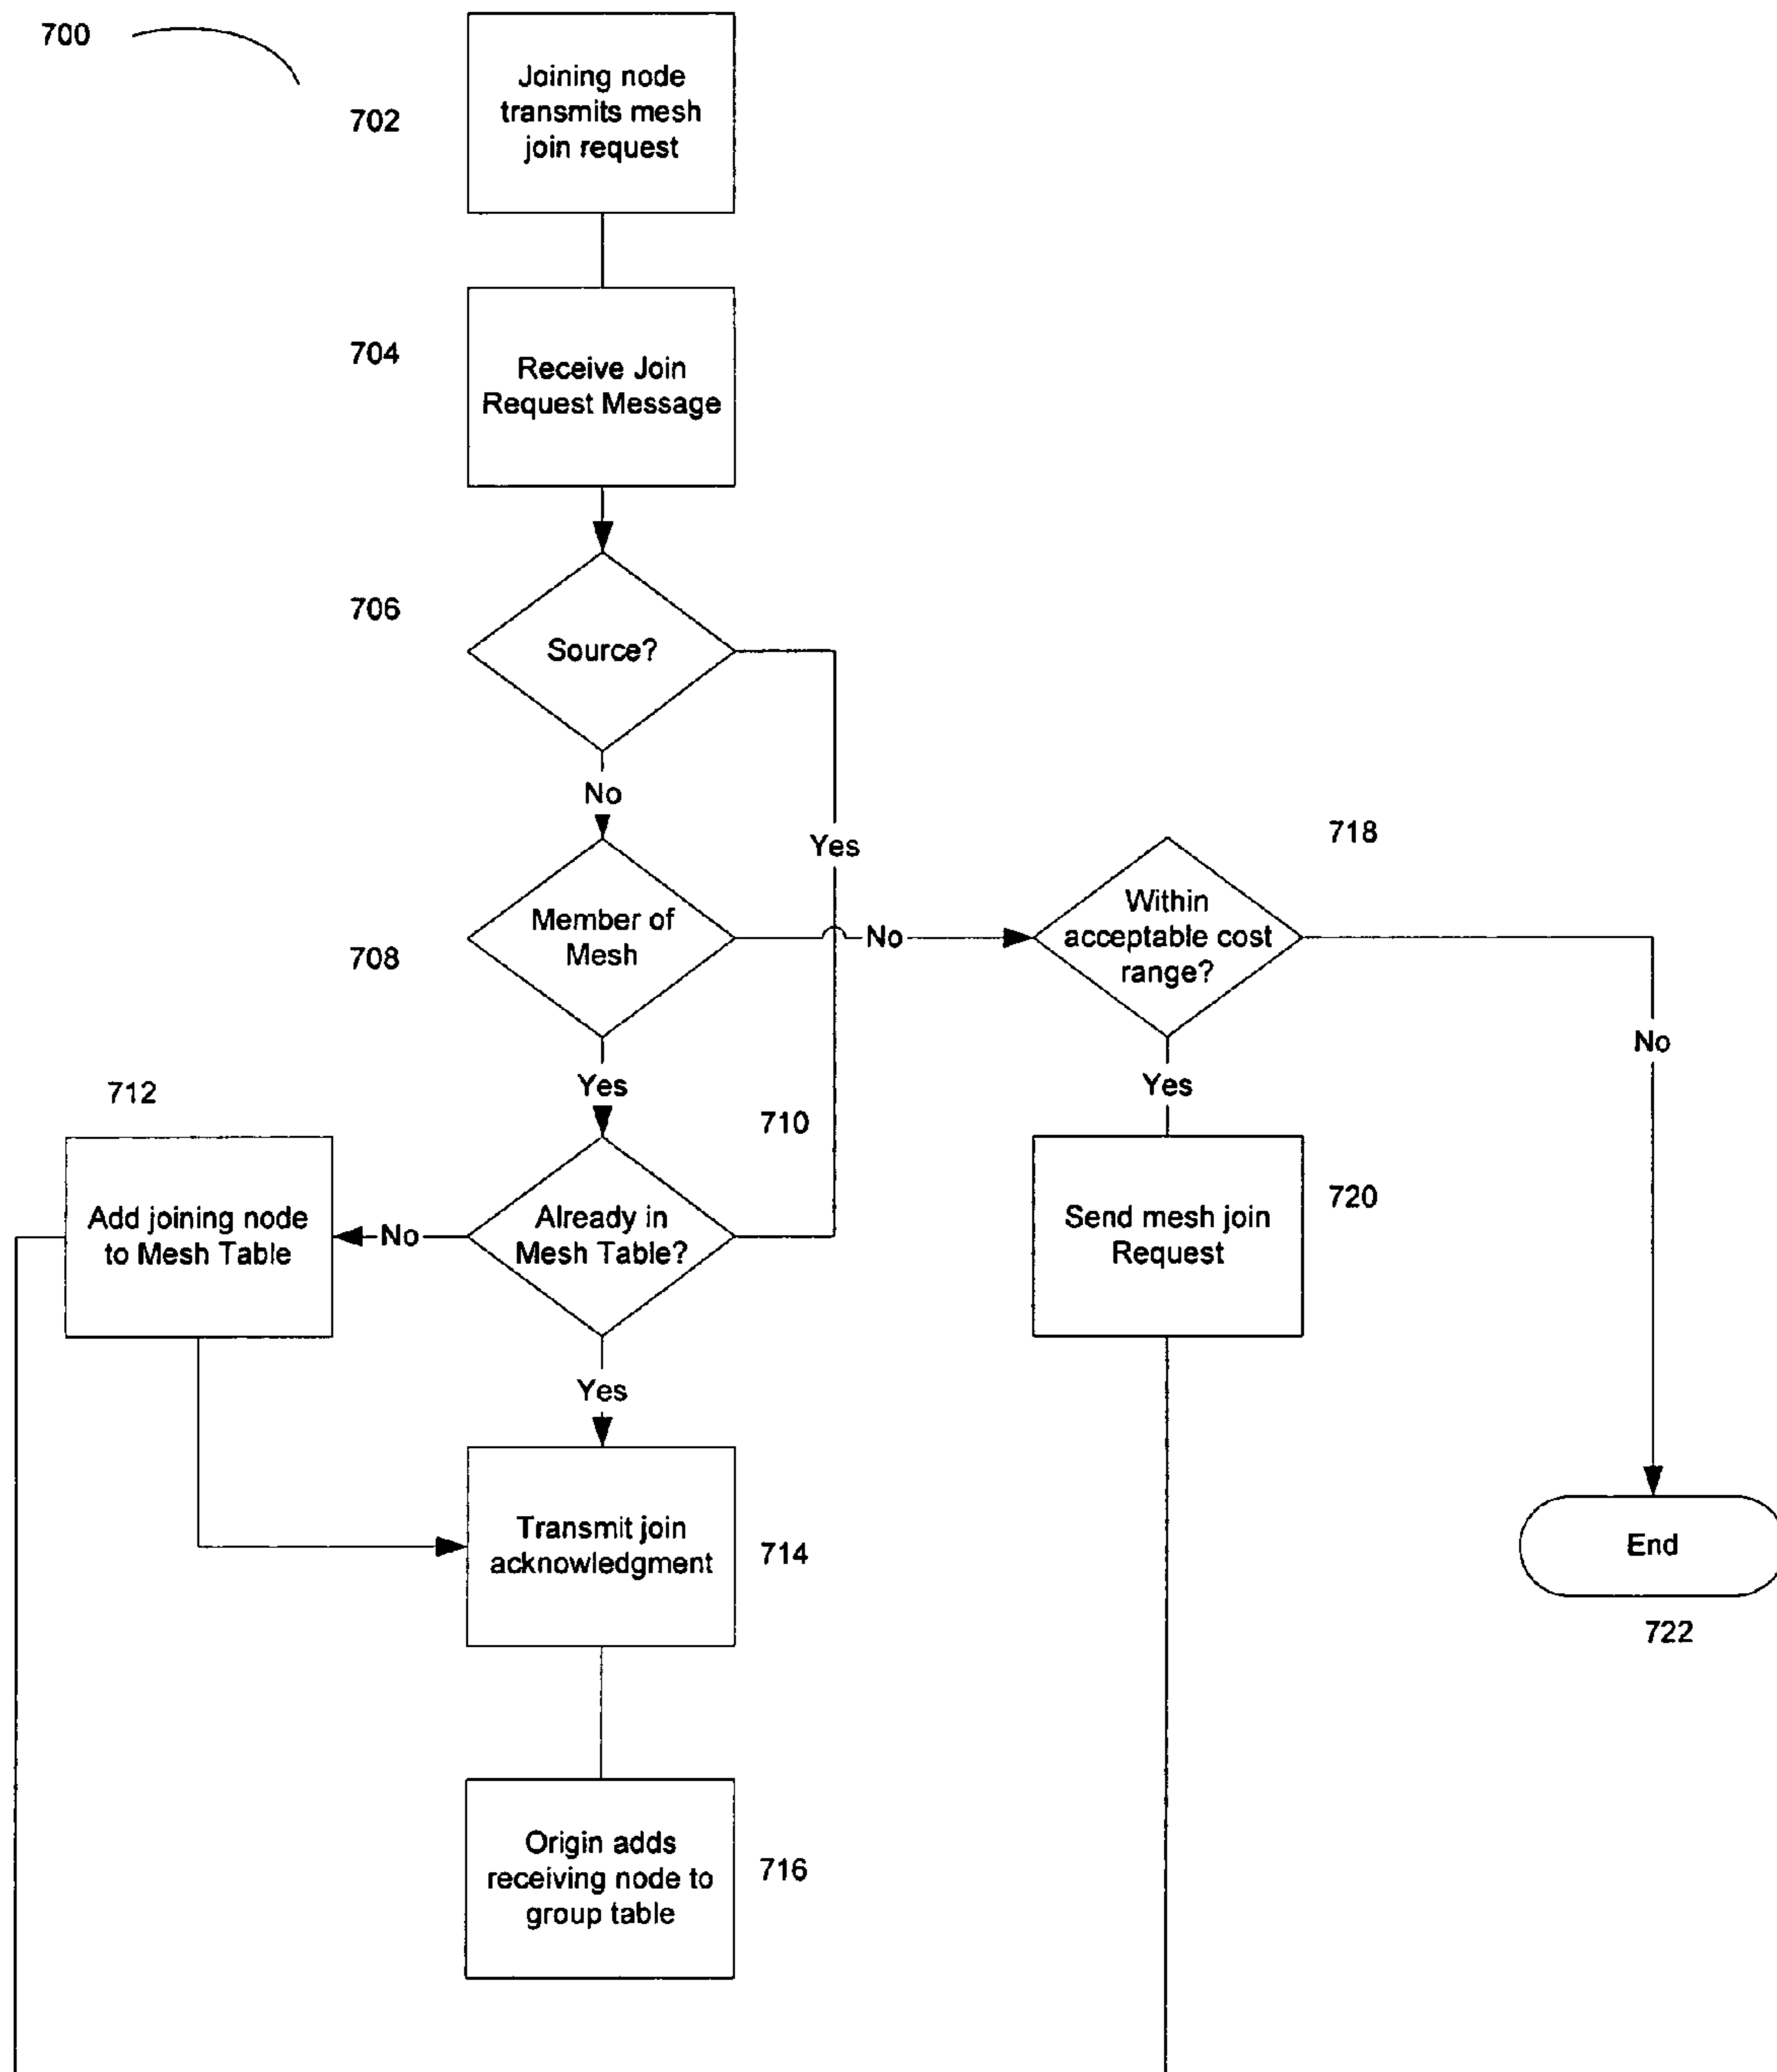 700
702
Joining node
transmits mesh
join request
704
Receive Join
Request Message
706
Source?
No
Yes
708
Member of
Mesh
No
718
Within
acceptable cost
range?
No
Yes
Yes
710
712
Add joining node
to Mesh Table
No
Already in
Mesh Table?
720
Send mesh join
Request
Yes
Transmit join
acknowledgment
714
End
722
Origin adds
receiving node to
group table
716